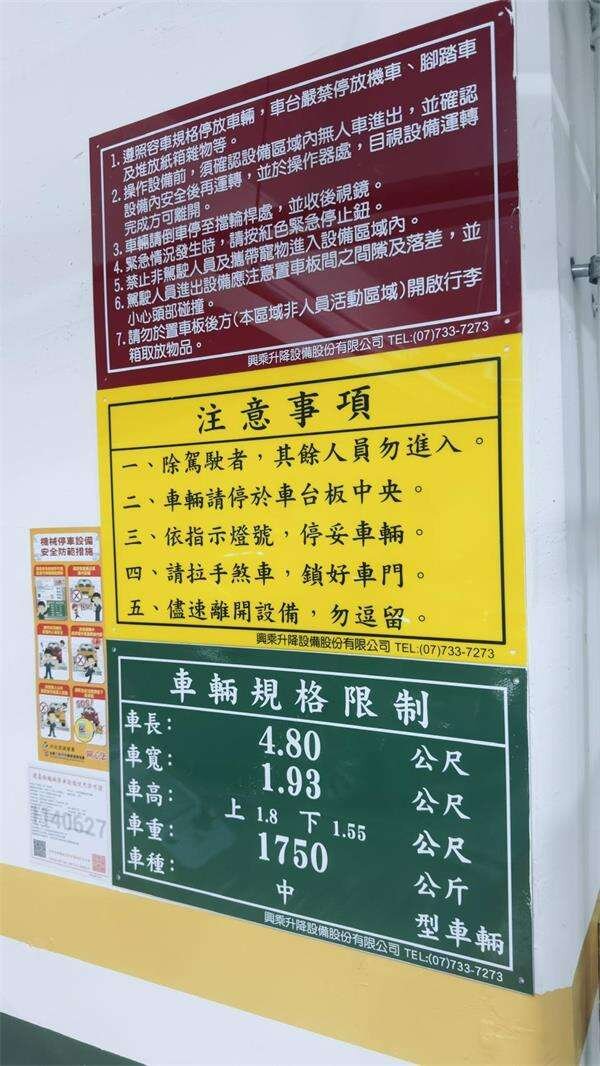 1.遵照容車規格停放車輛，車台嚴禁停放機車、腳踏車
及堆放紙箱雜物等。
2.操作設備前，須確認設備區域內無人車進出，並確認
設備內安全後再運轉，並於操作器處，目視設備運轉
完成方可離開。
3.車輛請倒車停至擋輪桿處，並收後視鏡。
4.緊急情況發生時，請按紅色緊急停止鈕。
5.禁止非駕駛人員及攜帶寵物進入設備區域內。
6.駕駛人員進出設備應注意置車板間之間隙及落差，並
小心頭部碰撞。
7.請勿於置車板後方(本區域非人員活動區域)開啟行李
箱取放物品。
興乘升降設備股份有限公司 TEL:(07)733-7273
注意事項
一、除駕駛者，其餘人員勿進入。
二、車輛請停於車台板中央。
三、依指示燈號，停妥車輛。
四、請拉手煞車，鎖好車門。
五、儘速離開設備，勿逗留。
興乘升降設備股份有限公司 TEL:(07)733-7273
機械停車設備
安全防範措施
車輛規格限制
車長： 4.80 公尺
車寬： 1.93 公尺
車高： 上 1.8 下 1.55 公尺
車重： 1750 公斤
車種： 中 型車輛
興乘升降設備股份有限公司 TEL:(07)733-7273
1140627